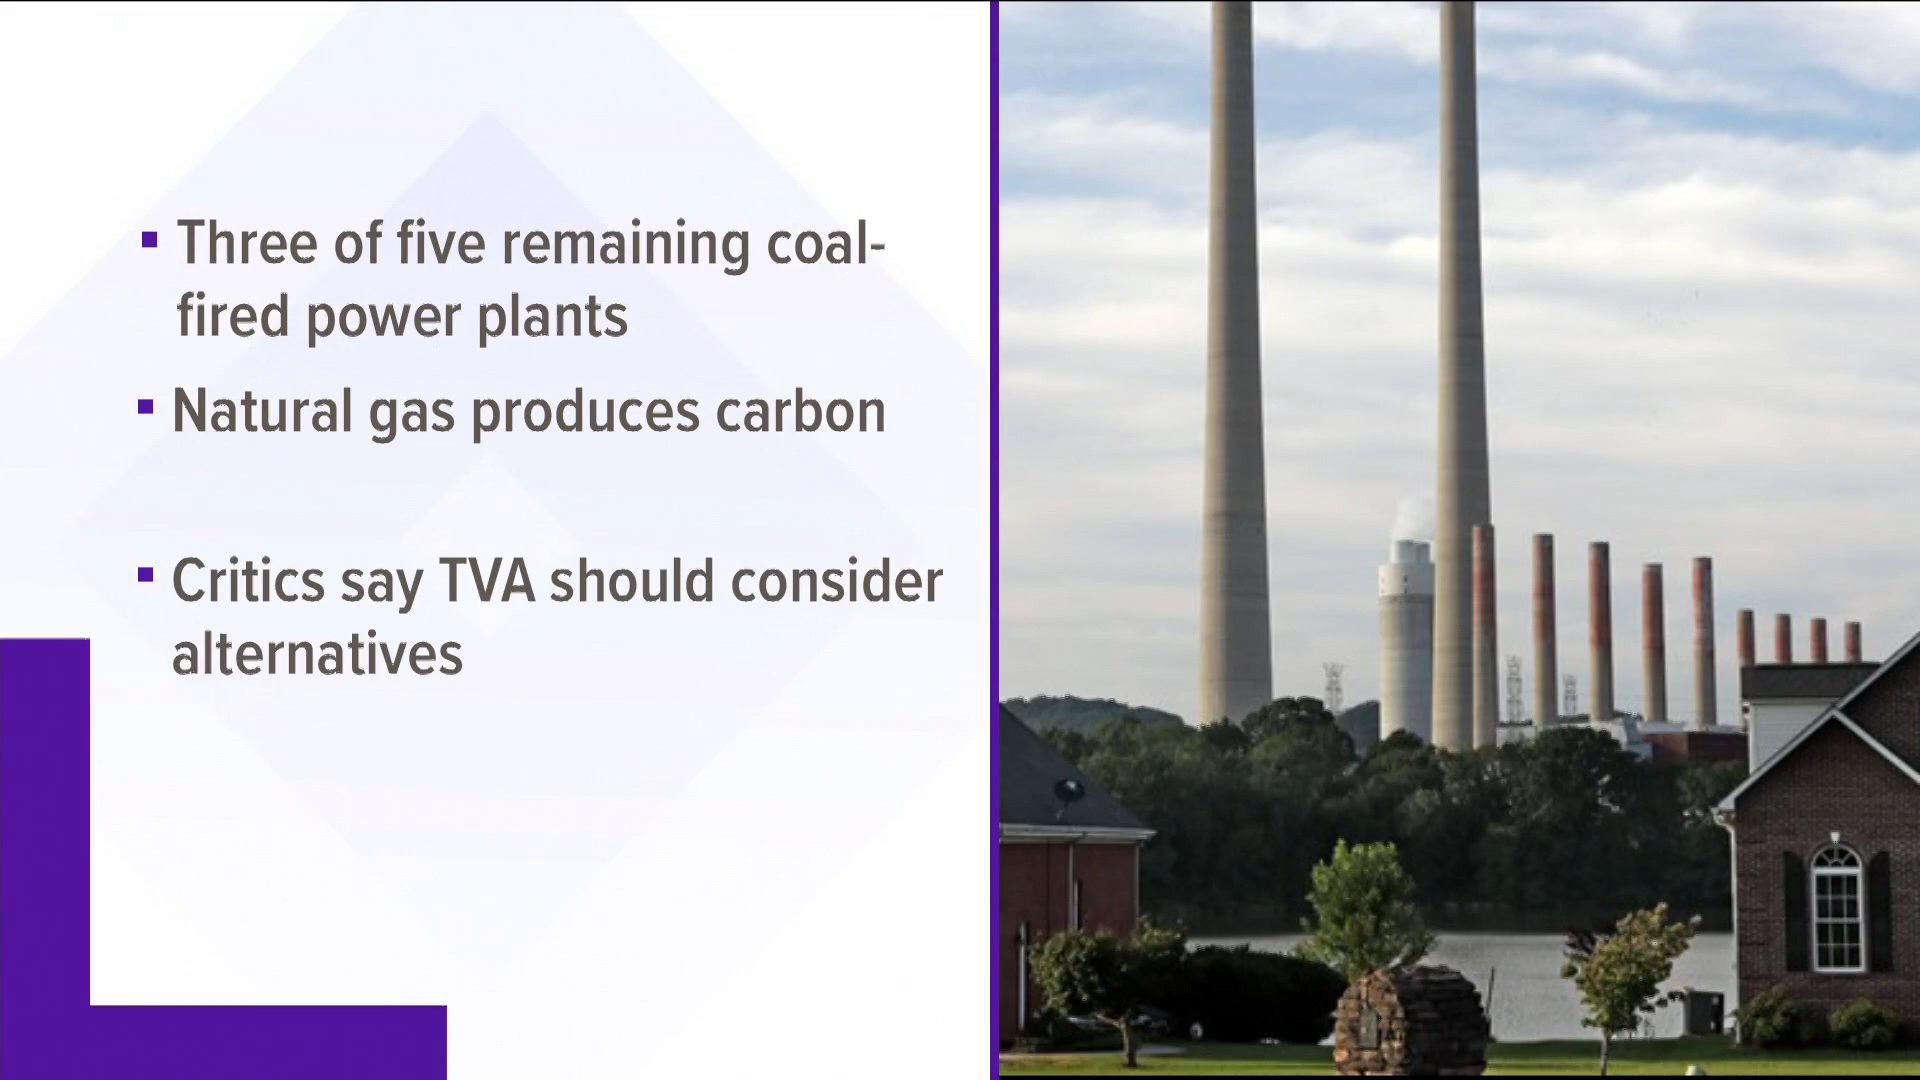 Three of five remaining coal-
fired power plants
Natural gas produces carbon
Critics say TVA should consider
alternatives